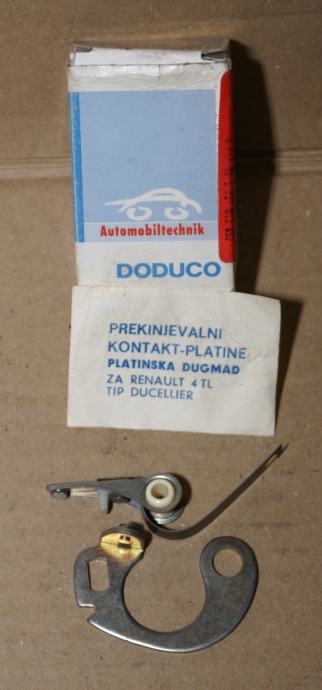 Automobiltechnik
DODUCO
PREKINJEVALNI
KONTAKT-PLATINE
PLATINSKA DUGMAD
ZA RENAULT 4 TL
TIP DUCELLIER